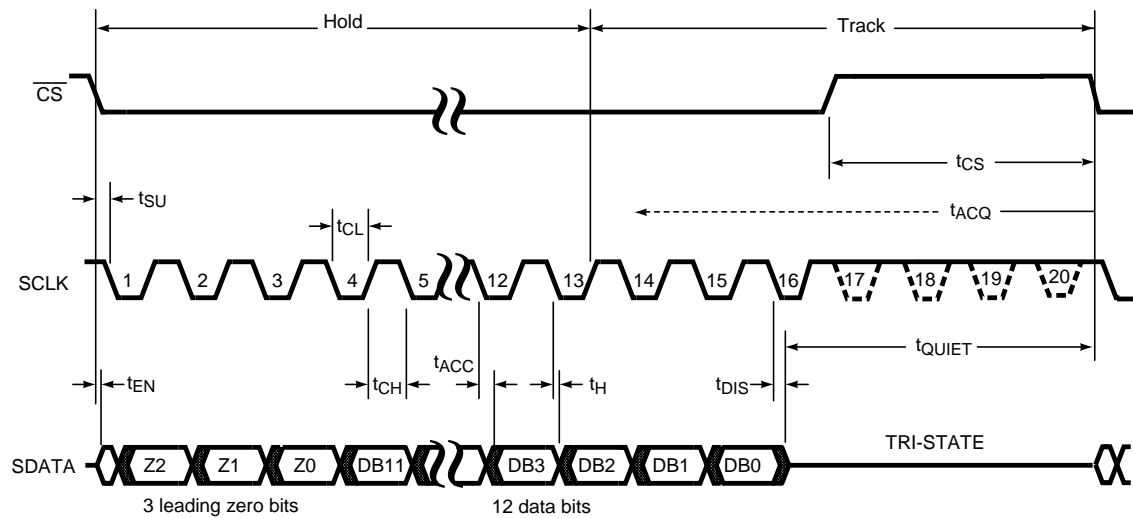 Hold
Track
CS
tCS
tSU
tACQ
tCL
SCLK
1 2 3 4 5 12 13 14 15 16 17 18 19 20
tQUIET
tACC
tEN
tCH
tH
tDIS
TRI-STATE
SDATA
Z2 Z1 Z0 DB11 DB3 DB2 DB1 DB0
3 leading zero bits
12 data bits